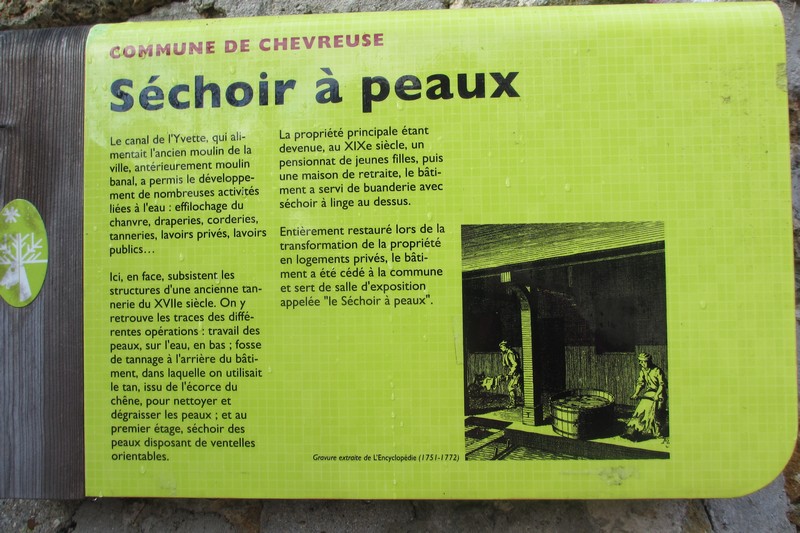 COMMUNE DE CHEVREUSE
Séchoir à peaux
Le canal de l'Yvette, qui ali-
mentait l'ancien moulin de la
ville, antérieurement moulin
banal, a permis le développe-
ment de nombreuses activités
liées à l'eau : effilochage du
chanvre, draperies, corderies,
tanneries, lavoirs privés, lavoirs
publics...
Ici, en face, subsistent les
structures d'une ancienne tan-
nerie du XVIIe siècle. On y
retrouve les traces des diffé-
rentes opérations : travail des
peaux, sur l'eau, en bas ; fosse
de tannage à l'arrière du bâti-
ment, dans laquelle on utilisait
le tan, issu de l'écorce du
chêne, pour nettoyer et
dégraisser les peaux ; et au
premier étage, séchoir des
peaux disposant de ventelles
orientables.
La propriété principale étant
devenue, au XIXe siècle, un
pensionnat de jeunes filles, puis
une maison de retraite, le bâti-
ment a servi de buanderie avec
séchoir à linge au dessus.
Entièrement restauré lors de la
transformation de la propriété
en logements privés, le bâti-
ment a été cédé à la commune
et sert de salle d'exposition
appelée "le Séchoir à peaux".
Gravure extraite de L'Encyclopédie (1751-1772)